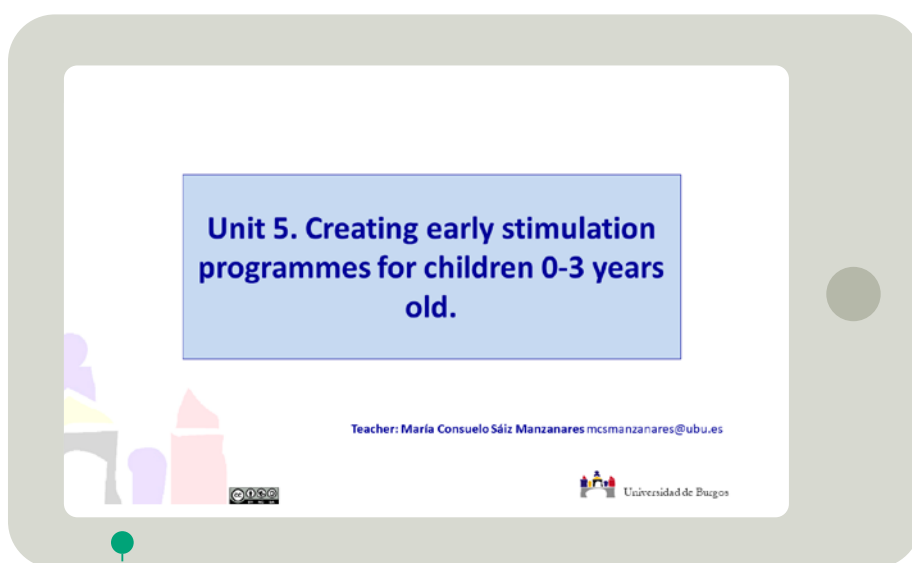 Unit 5. Creating early stimulation
programmes for children 0-3 years
old.
Teacher: María Consuelo Sáiz Manzanares mcsmanzanares@ubu.es
Universidad de Burgos